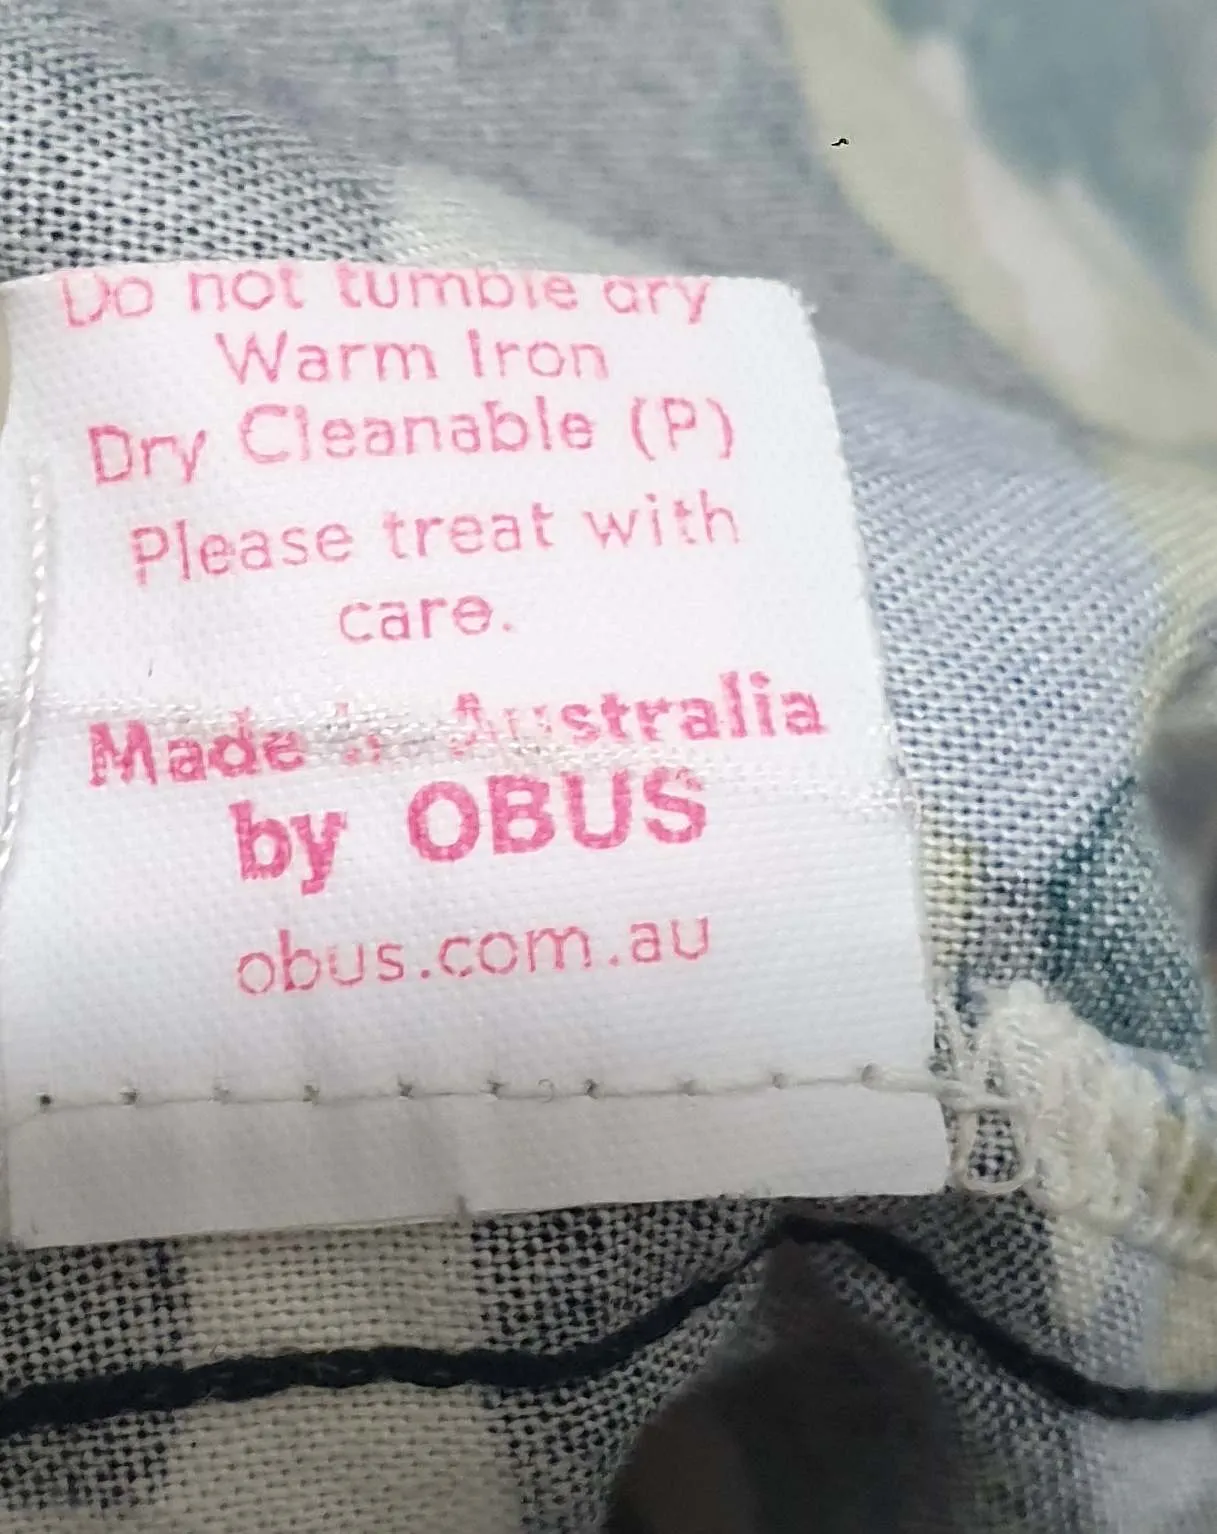 Do not tumble dry
Warm Iron
Dry Cleanable (P)
Please treat with
care.
Made Australia
by OBUS
obus.com.au